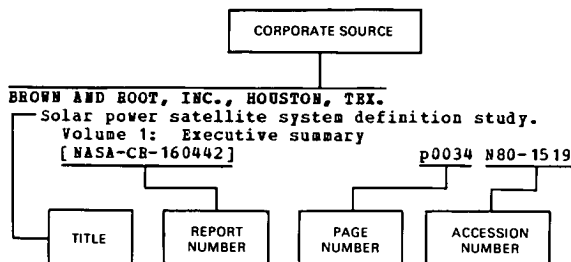 CORPORATE SOURCE
BROWN AND ROOT, INC., HOUSTON, TEX.
Solar power satellite system definition study.
Volume 1: Executive summary
[NASA-CR-160442] p0034 N80-1519
TITLE
REPORT NUMBER
PAGE NUMBER
ACCESSION NUMBER